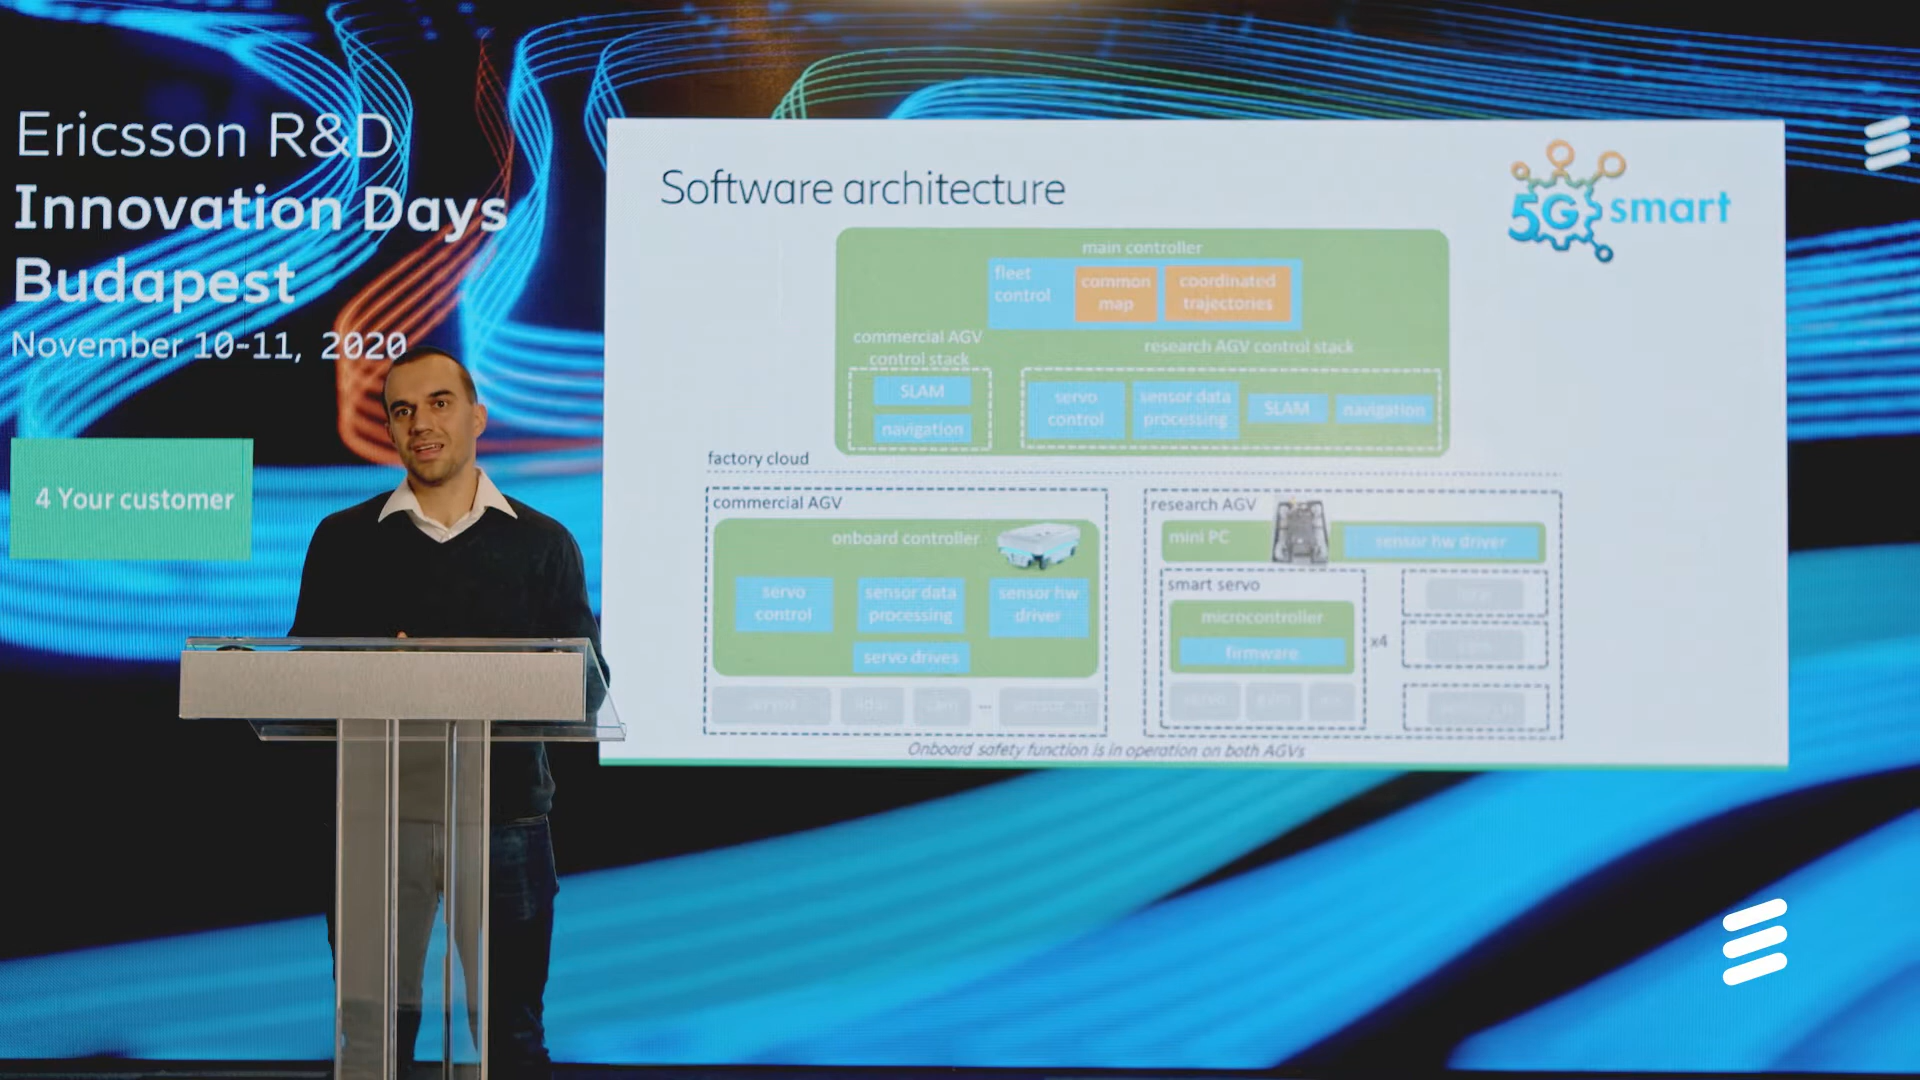 Ericsson R&D
Innovation Days
Budapest
November 10-11, 2020
4 Your customer
Software architecture
5G smart
main controller
fleet
control
common
map
coordinated
trajectories
commercial AGV
control stack
SLAM
navigation
research AGV control stack
servo
control
sensor data
processing
SLAM
navigation
factory cloud
commercial AGV
onboard controller
servo
control
sensor data
processing
sensor hw
driver
servo drives
research AGV
mini PC
sensor hw driver
smart servo
microcontroller
firmware
x4
Onboard safety function is in operation on both AGVs